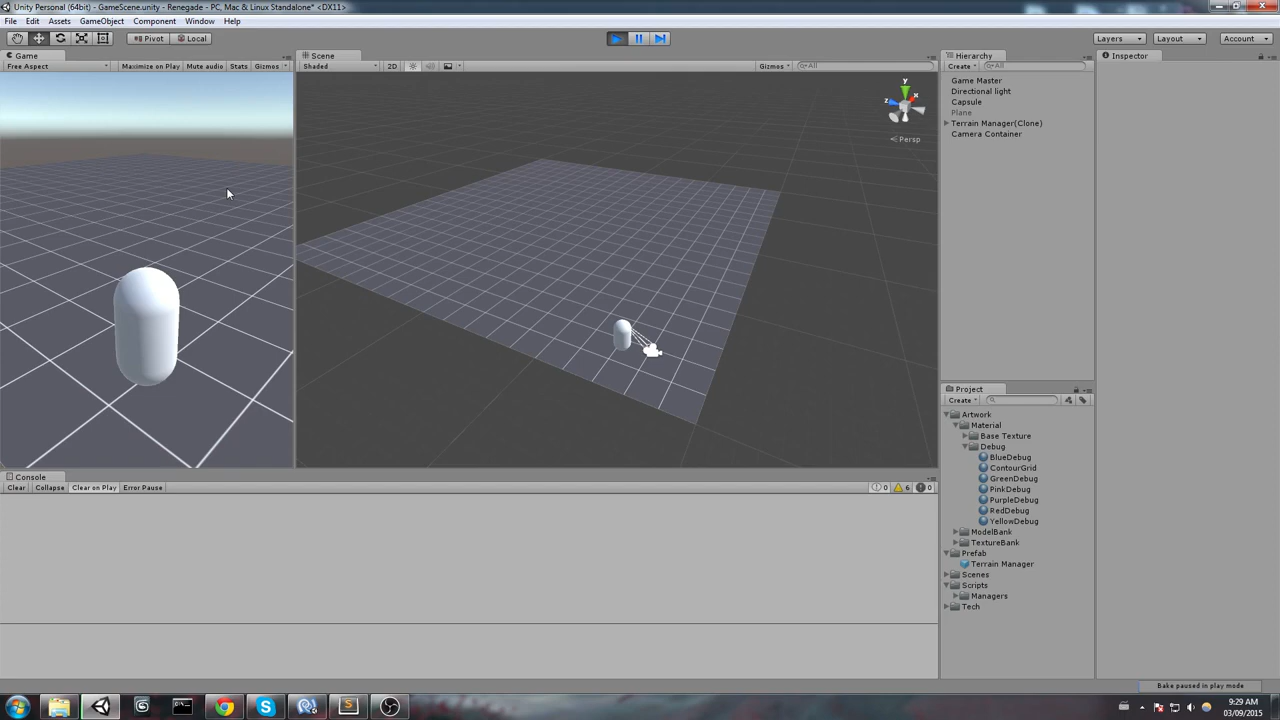 Unity Personal (64bit) - GameScene.unity - Renegade - PC, Mac & Linux Standalone* <DX11>
File Edit Assets GameObject Component Window Help
Pivot Local Layers Layout Account
Game Scene Hierarchy Inspector
Free Aspect Maximize on Play Mute audio Stats Gizmos Shaded 2D Gizmos All Create All
Game Master
Directional light
Capsule
Plane
Terrain Manager(Clone)
Camera Container
y
x
z
Persp
Project
Create
Artwork
Material
Base Texture
Debug
BlueDebug
ContourGrid
GreenDebug
PinkDebug
PurpleDebug
RedDebug
YellowDebug
ModelBank
TextureBank
Prefab
Terrain Manager
Scenes
Scripts
Managers
Tech
Console
Clear Collapse Clear on Play Error Pause 0 6 0
Bake paused in play mode
9:29 AM
03/09/2015